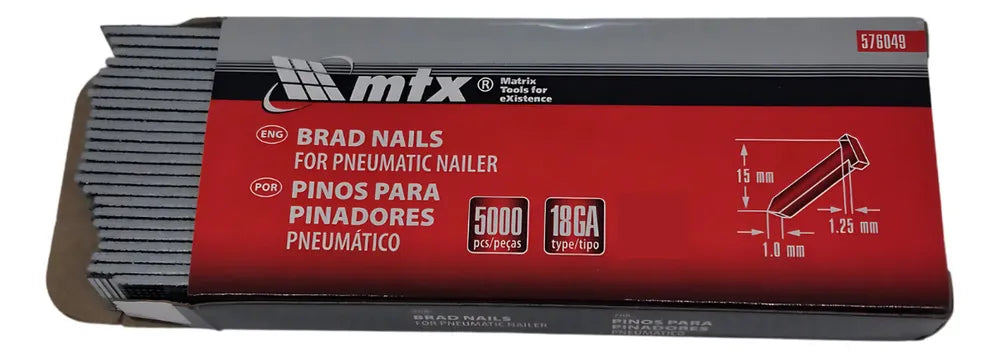 576049
mtx ® Matrix
Tools for
eXistence
ENG BRAD NAILS
FOR PNEUMATIC NAILER
POR PINOS PARA
PINADORES
PNEUMÁTICO
5000
pcs/peças
18GA
type/tipo
15 mm
1.25 mm
1.0 mm
BRAD NAILS
FOR PNEUMATIC NAILER
PINOS PARA
PINADORES
PNEUMÁTICO